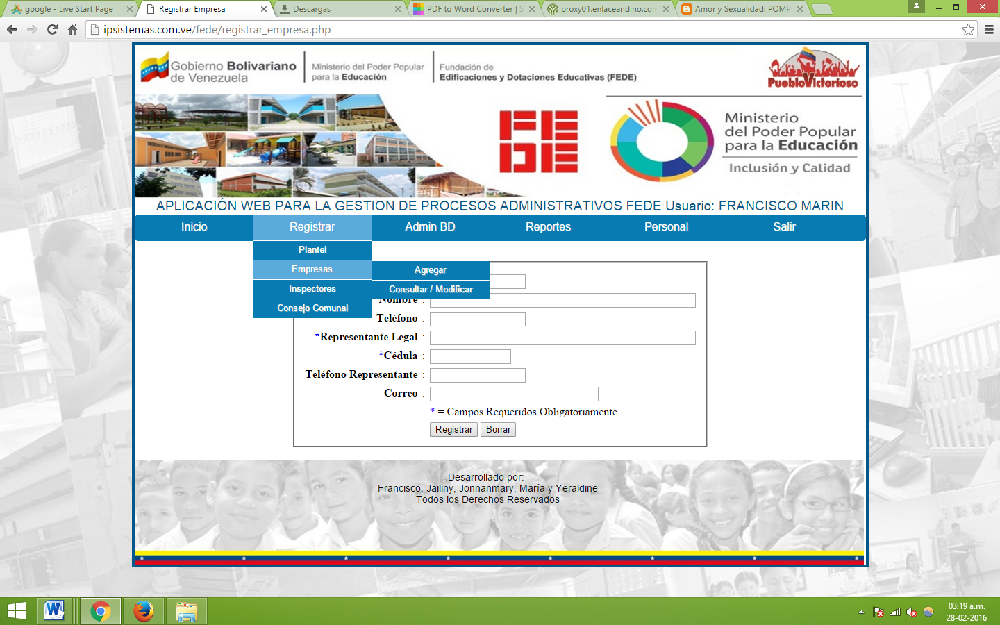 google - Live Start Page
Registrar Empresa
Descargas
PDF to Word Converter | S
proxy01.enlaceandino.com
Amor y Sexualidad: POMP
ipsistemas.com.ve/fede/registrar_empresa.php
Gobierno Bolivariano
de Venezuela
Ministerio del Poder Popular
para la Educación
Fundación de
Edificaciones y Dotaciones Educativas (FEDE)
PuebloVictorioso
FEDE
Ministerio
del Poder Popular
para la Educación
Inclusión y Calidad
APLICACIÓN WEB PARA LA GESTION DE PROCESOS ADMINISTRATIVOS FEDE Usuario: FRANCISCO MARIN
Inicio
Registrar
Admin BD
Reportes
Personal
Salir
Plantel
Empresas
Agregar
Inspectores
Consultar / Modificar
Consejo Comunal
Nombre :
Teléfono :
*Representante Legal :
*Cédula :
Teléfono Representante :
Correo :
* = Campos Requeridos Obligatoriamente
Registrar
Borrar
Desarrollado por:
Francisco, Jailiny, Jonnanmary, María y Yeraldine
Todos los Derechos Reservados
03:19 a.m.
28-02-2016